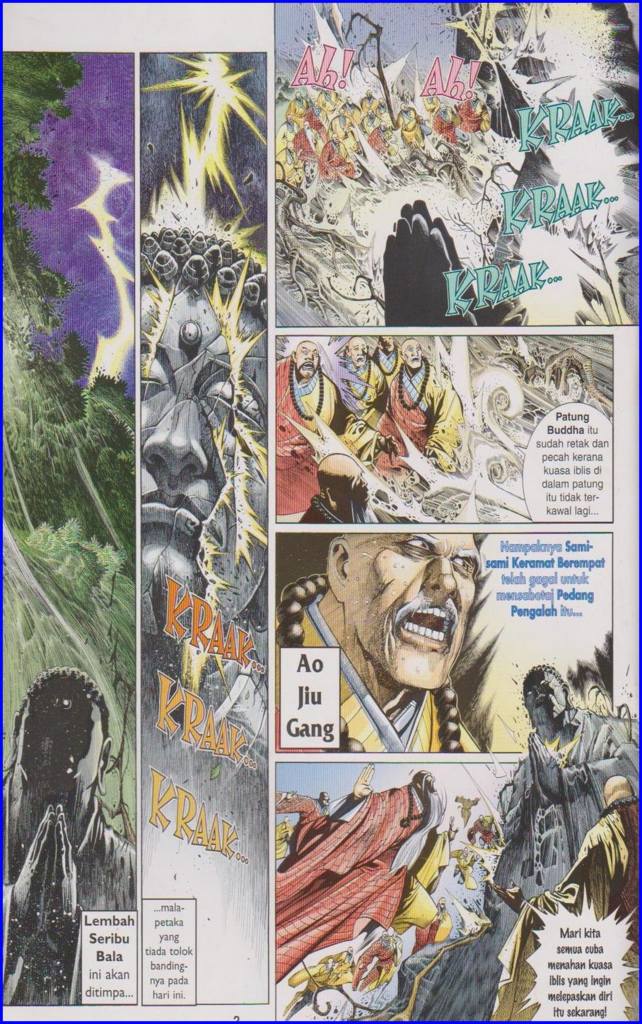 Lembah
Seribu
Bala
ini akan
ditimpa...
KRAAK...
KRAAK...
KRAAK...
...mala-
petaka
yang
tiada tolok
banding-
nya pada
hari ini.
Ah!
Ah!
KRAAK...
KRAAK...
KRAAK...
Patung
Buddha itu
sudah retak dan
pecah kerana
kuasa iblis di
dalam patung
itu tidak ter-
kawal lagi...
Nampaknya Sami-
sami Keramat Berempat
telah gagal untuk
mensabotaj Pedang
Pengalah itu...
Ao
Jiu
Gang
Mari kita
semua cuba
menahan kuasa
iblis yang ingin
melepaskan diri
itu sekarang!